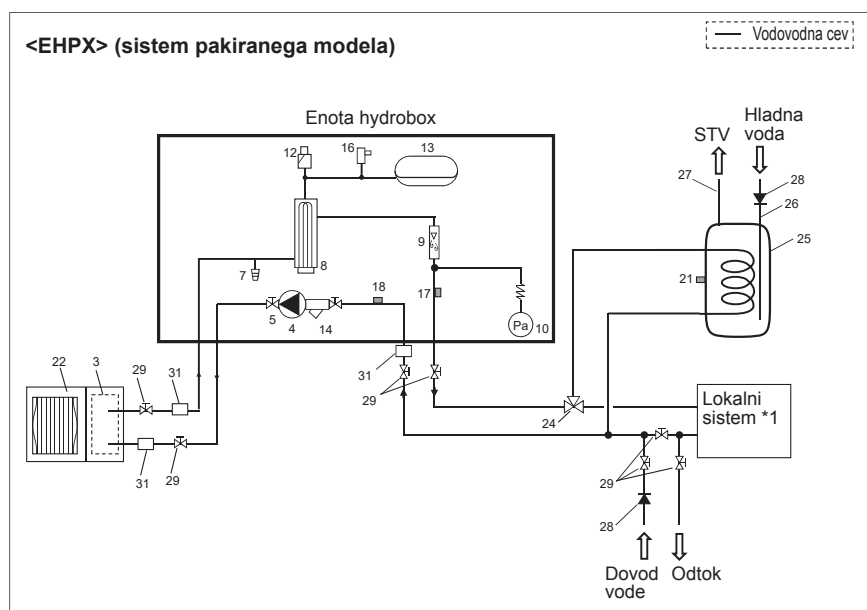 <EHPX> (sistem pakiranega modela)
Vodovodna cev
Enota hydrobox
STV
Hladna
voda
12
16
13
27
28
26
25
9
7
8
21
18
17
5
4
14
Pa
10
22
3
29
31
31
29
24
Lokalni
sistem *1
31
29
29
28
Dovod
vode
Odtok